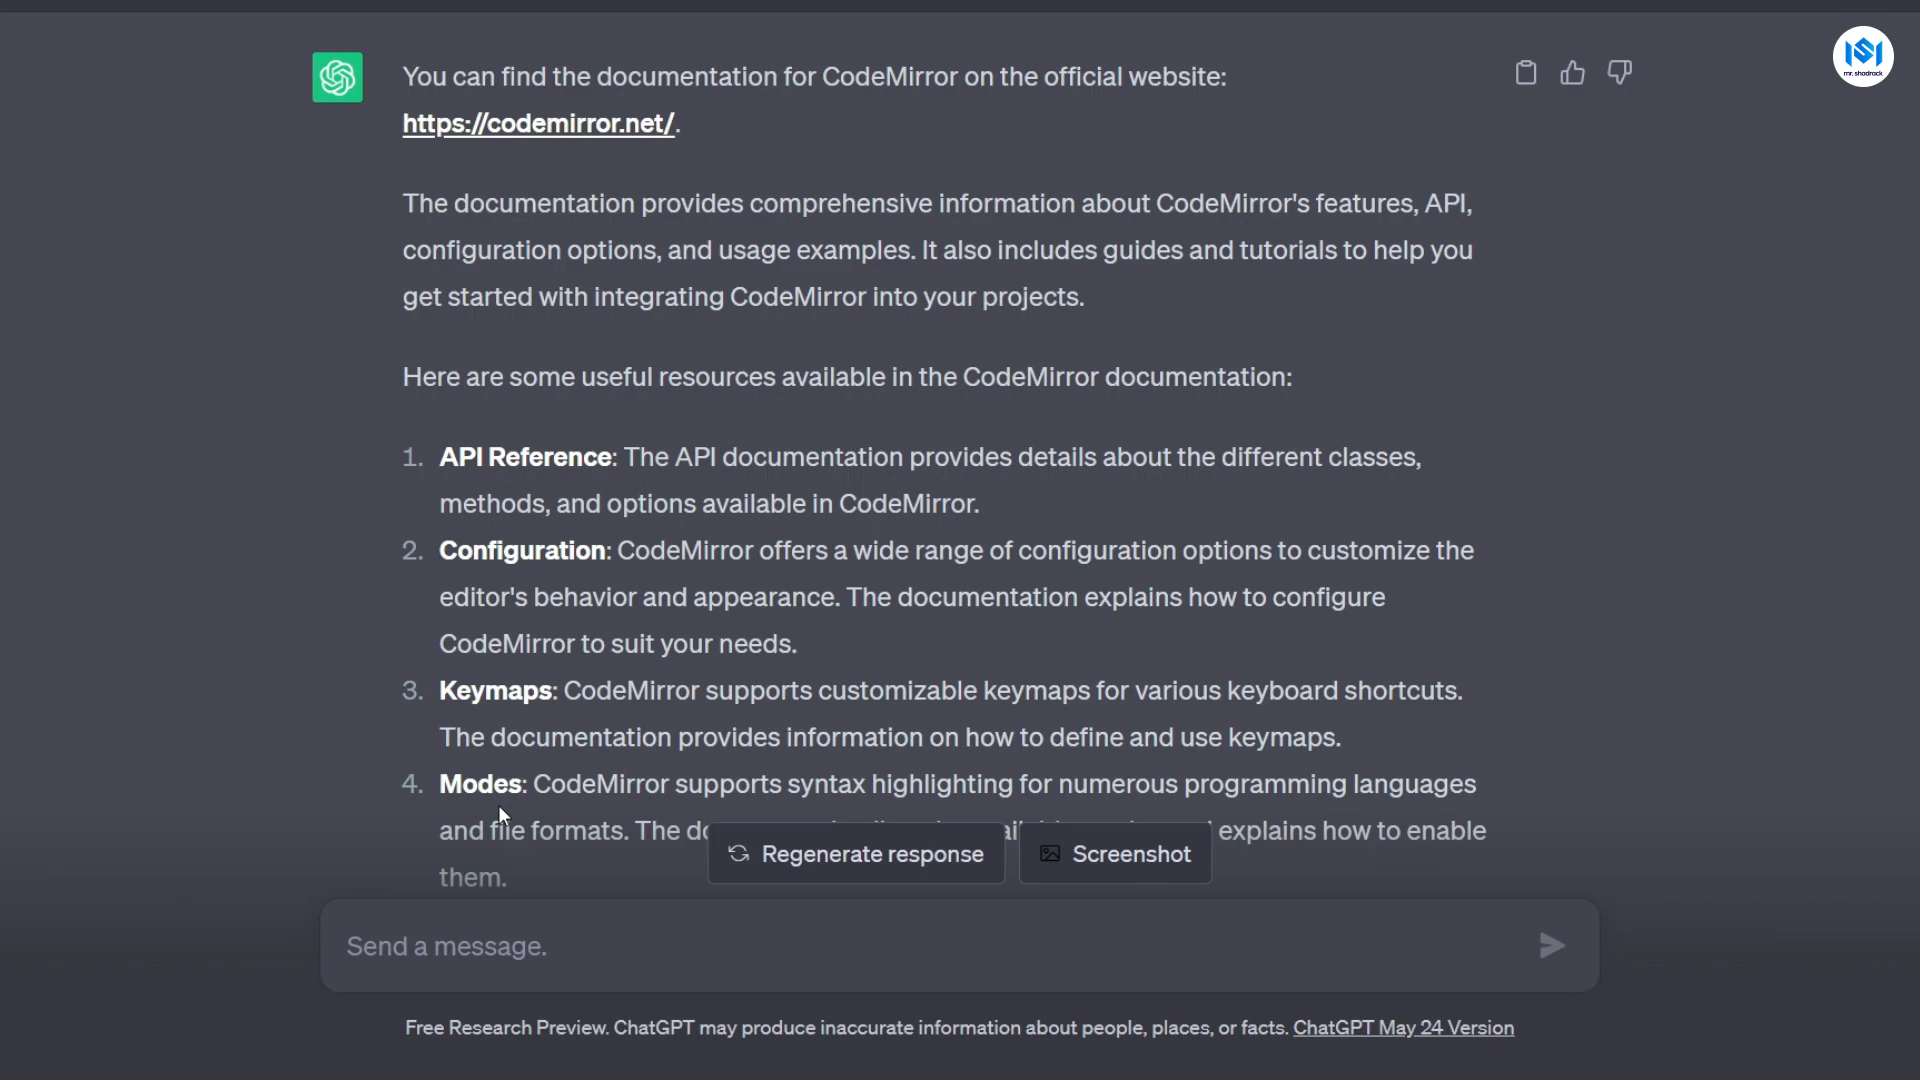 You can find the documentation for CodeMirror on the official website:
https://codemirror.net/.
mr. shadrack
The documentation provides comprehensive information about CodeMirror's features, API,
configuration options, and usage examples. It also includes guides and tutorials to help you
get started with integrating CodeMirror into your projects.
Here are some useful resources available in the CodeMirror documentation:
1. API Reference: The API documentation provides details about the different classes,
methods, and options available in CodeMirror.
2. Configuration: CodeMirror offers a wide range of configuration options to customize the
editor's behavior and appearance. The documentation explains how to configure
CodeMirror to suit your needs.
3. Keymaps: CodeMirror supports customizable keymaps for various keyboard shortcuts.
The documentation provides information on how to define and use keymaps.
4. Modes: CodeMirror supports syntax highlighting for numerous programming languages
and file formats. The explains how to enable
them.
Regenerate response
Screenshot
Send a message.
Free Research Preview. ChatGPT may produce inaccurate information about people, places, or facts. ChatGPT May 24 Version